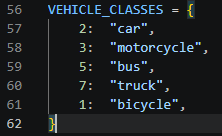 56 VEHICLE_CLASSES = {
57 2: "car",
58 3: "motorcycle",
59 5: "bus",
60 7: "truck",
61 1: "bicycle",
62 }